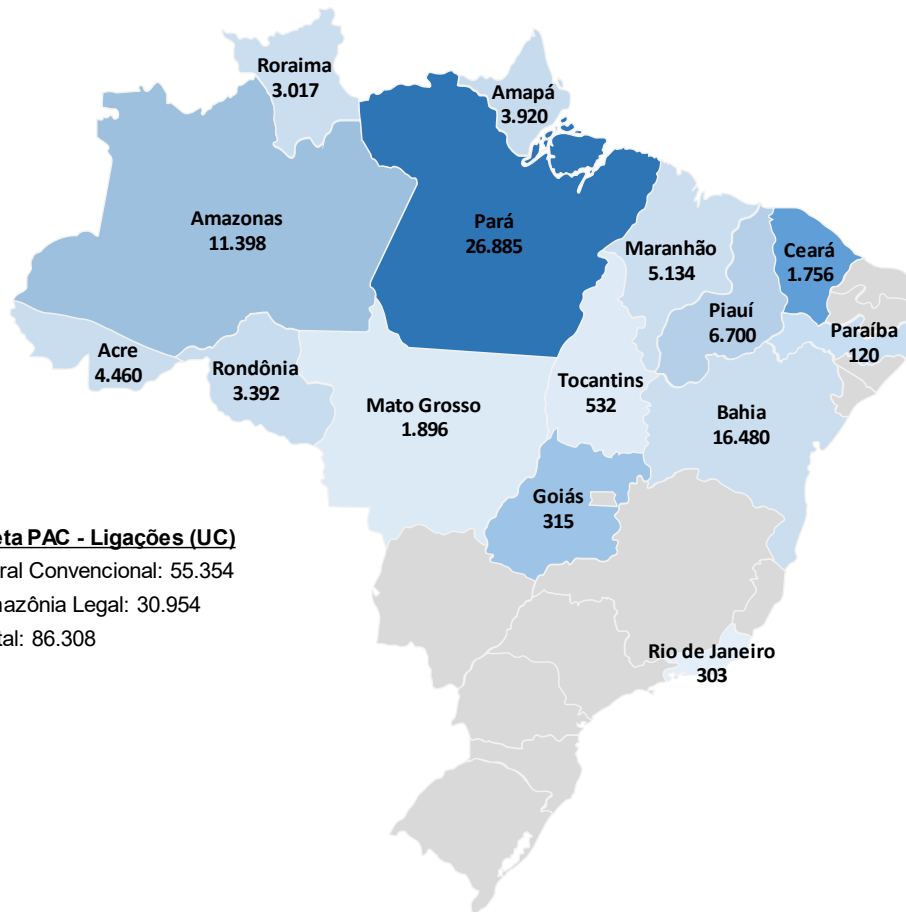 Roraima
3.017
Amapá
3.920
Amazonas
11.398
Pará
26.885
Maranhão
5.134
Ceará
1.756
Piauí
6.700
Paraíba
120
Acre
4.460
Rondônia
3.392
Mato Grosso
1.896
Tocantins
532
Bahia
16.480
Goiás
315
eta PAC - Ligações (UC)
ral Convencional: 55.354
nazônia Legal: 30.954
tal: 86.308
Rio de Janeiro
303